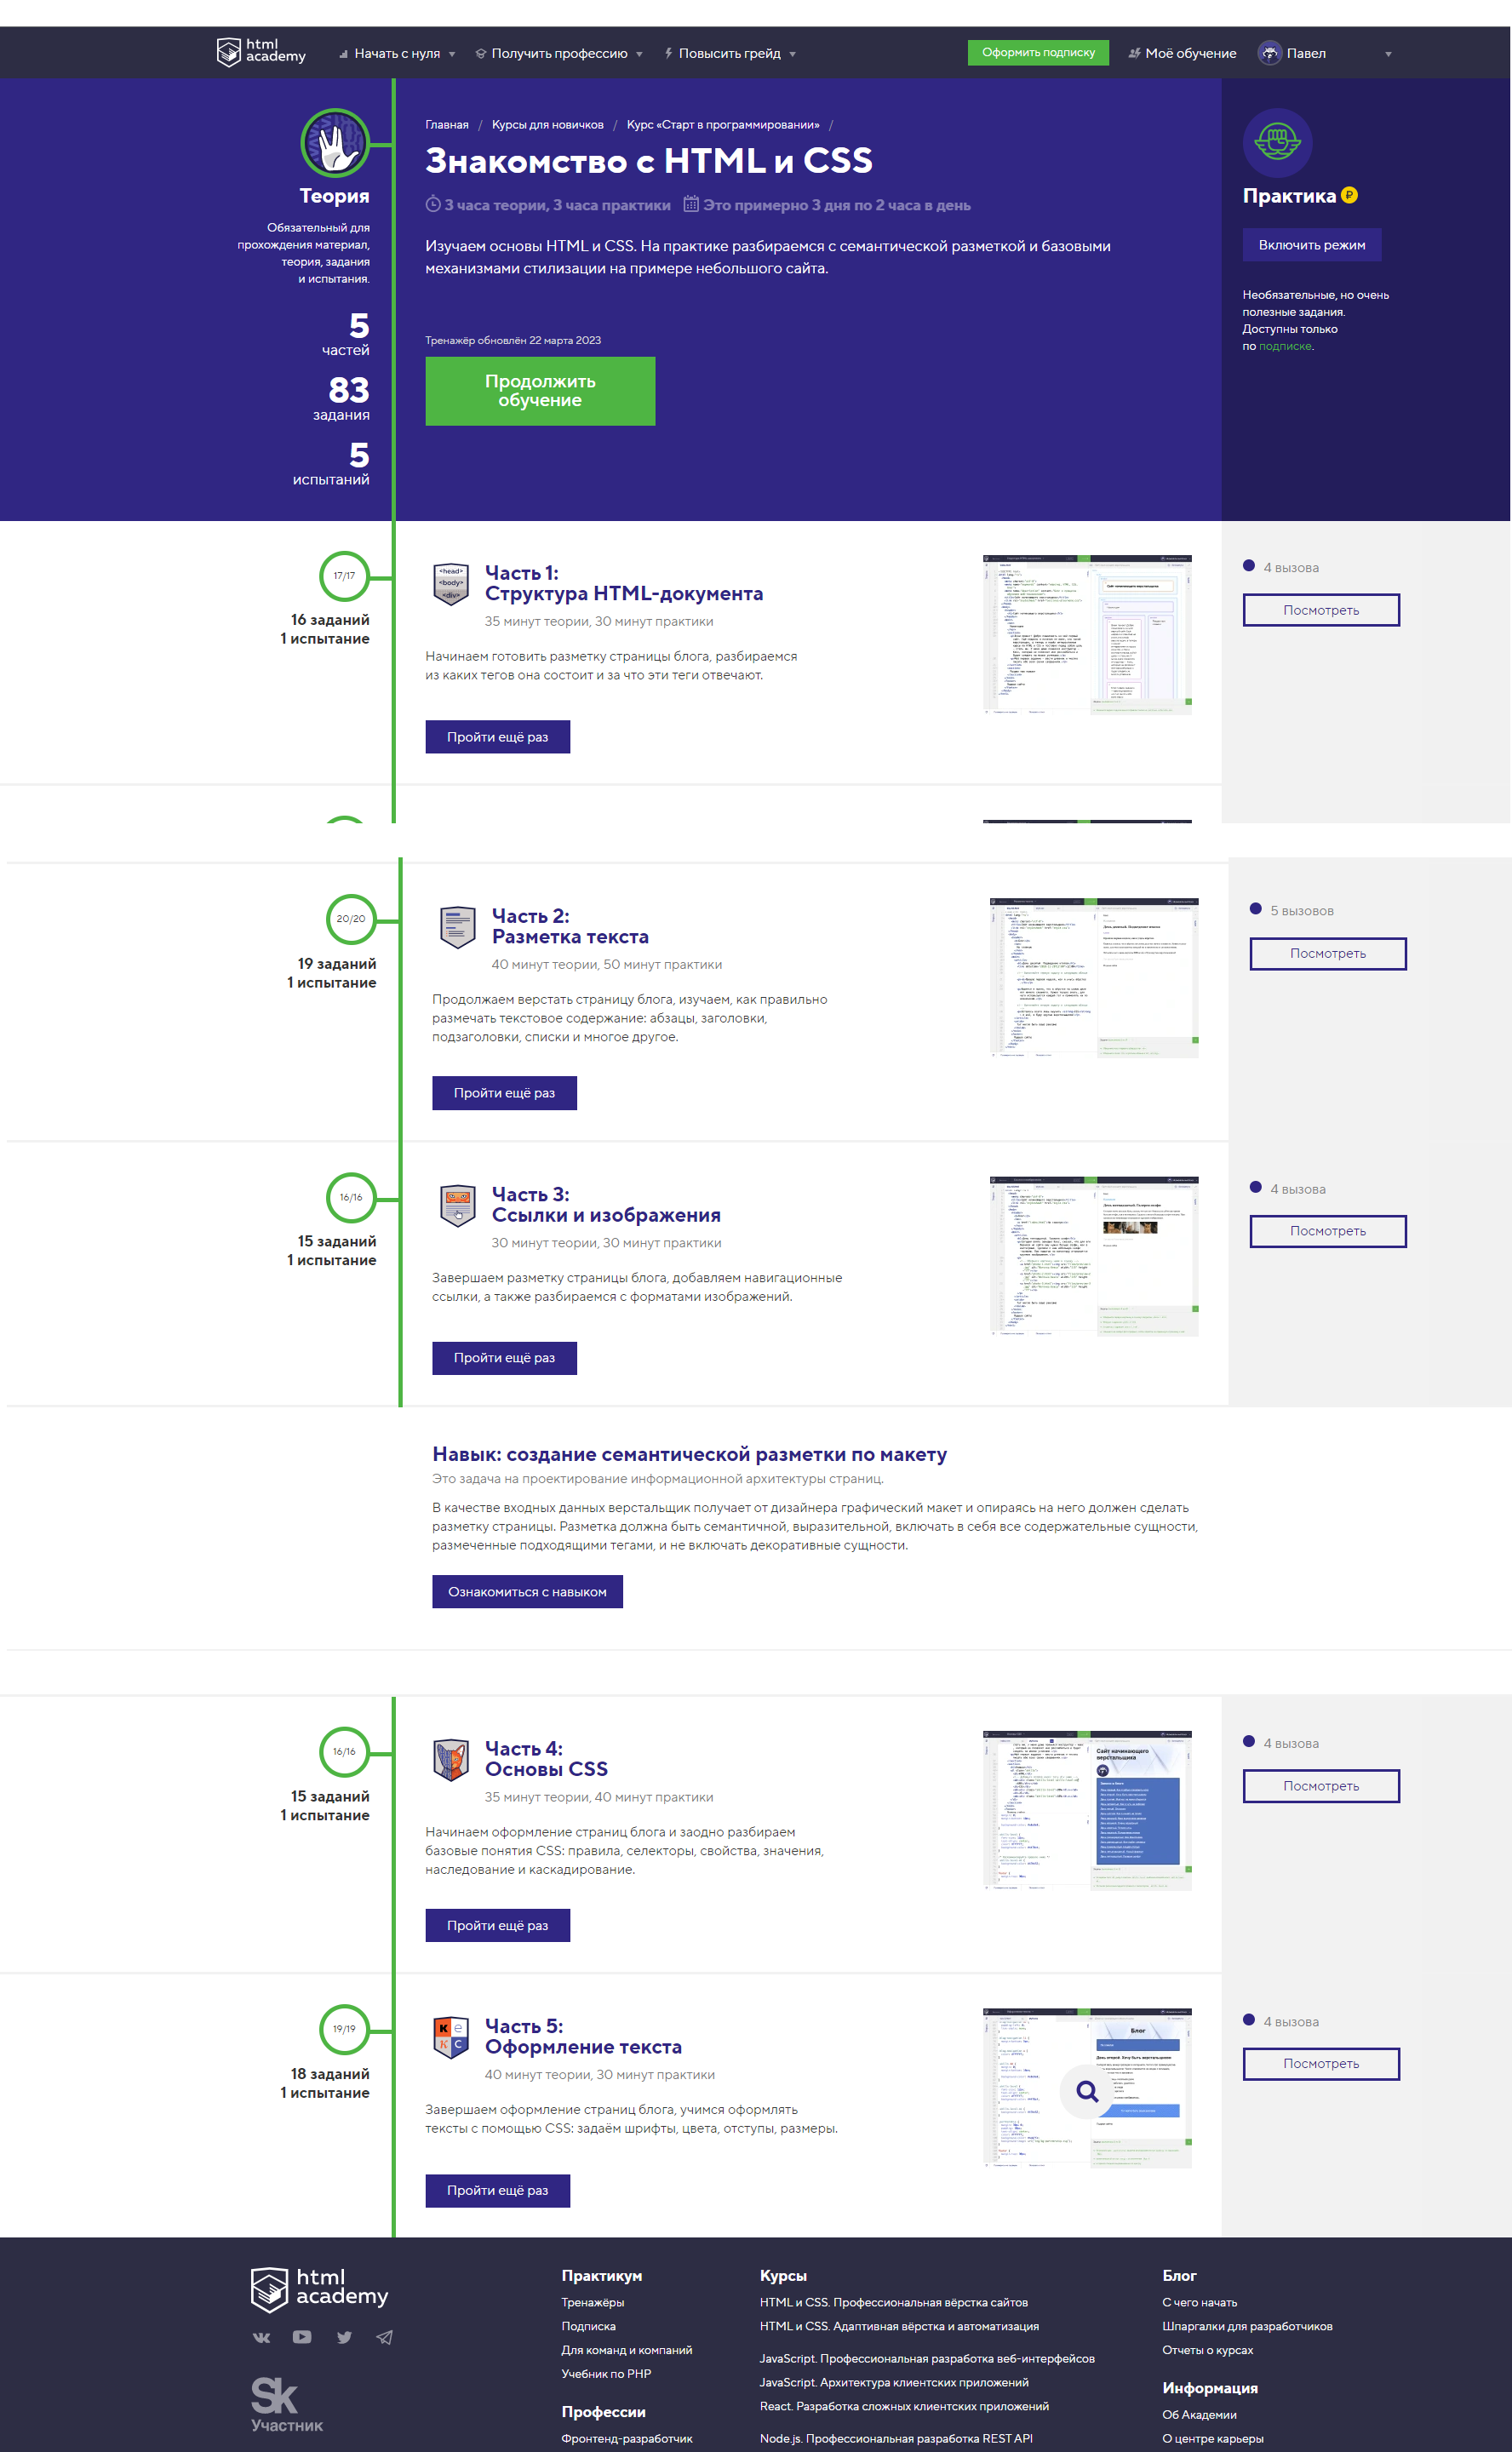 html
academy
Начать с нуля
Получить профессию
Повысить грейд
Оформить подписку
Моё обучение
Павел
Теория
Обязательный для
прохождения материал,
теория, задания
и испытания.
5
частей
83
задания
5
испытаний
Главная / Курсы для новичков / Курс «Старт в программировании» /
Знакомство с HTML и CSS
3 часа теории, 3 часа практики Это примерно 3 дня по 2 часа в день
Изучаем основы HTML и CSS. На практике разбираемся с семантической разметкой и базовыми
механизмами стилизации на примере небольшого сайта.
Тренажёр обновлён 22 марта 2023
Продолжить
обучение
Практика
Включить режим
Необязательные, но очень
полезные задания.
Доступны только
по подписке.
17/17
16 заданий
1 испытание
<head>
<body>
<div>
Часть 1:
Структура HTML-документа
35 минут теории, 30 минут практики
Начинаем готовить разметку страницы блога, разбираемся
из каких тегов она состоит и за что эти теги отвечают.
Пройти ещё раз
4 вызова
Посмотреть
20/20
19 заданий
1 испытание
Часть 2:
Разметка текста
40 минут теории, 50 минут практики
Продолжаем верстать страницу блога, изучаем, как правильно
размечать текстовое содержание: абзацы, заголовки,
подзаголовки, списки и многое другое.
Пройти ещё раз
5 вызовов
Посмотреть
16/16
15 заданий
1 испытание
Часть 3:
Ссылки и изображения
30 минут теории, 30 минут практики
Завершаем разметку страницы блога, добавляем навигационные
ссылки, а также разбираемся с форматами изображений.
Пройти ещё раз
4 вызова
Посмотреть
Навык: создание семантической разметки по макету
Это задача на проектирование информационной архитектуры страниц.
В качестве входных данных верстальщик получает от дизайнера графический макет и опираясь на него должен сделать
разметку страницы. Разметка должна быть семантичной, выразительной, включать в себя все содержательные сущности,
размеченные подходящими тегами, и не включать декоративные сущности.
Ознакомиться с навыком
16/16
15 заданий
1 испытание
Часть 4:
Основы CSS
35 минут теории, 40 минут практики
Начинаем оформление страниц блога и заодно разбираем
базовые понятия CSS: правила, селекторы, свойства, значения,
наследование и каскадирование.
Пройти ещё раз
Сайт начинающего
верстальщика
4 вызова
Посмотреть
19/19
18 заданий
1 испытание
К е
К С
Часть 5:
Оформление текста
40 минут теории, 30 минут практики
Завершаем оформление страниц блога, учимся оформлять
тексты с помощью CSS: задаём шрифты, цвета, отступы, размеры.
Пройти ещё раз
Блог
4 вызова
Посмотреть
html
academy
Sk
Участник
Практикум
Тренажёры
Подписка
Для команд и компаний
Учебник по PHP
Профессии
Фронтенд-разработчик
Курсы
HTML и CSS. Профессиональная вёрстка сайтов
HTML и CSS. Адаптивная вёрстка и автоматизация
JavaScript. Профессиональная разработка веб-интерфейсов
JavaScript. Архитектура клиентских приложений
React. Разработка сложных клиентских приложений
Node.js. Профессиональная разработка REST API
Блог
С чего начать
Шпаргалки для разработчиков
Отчеты о курсах
Информация
Об Академии
О центре карьеры